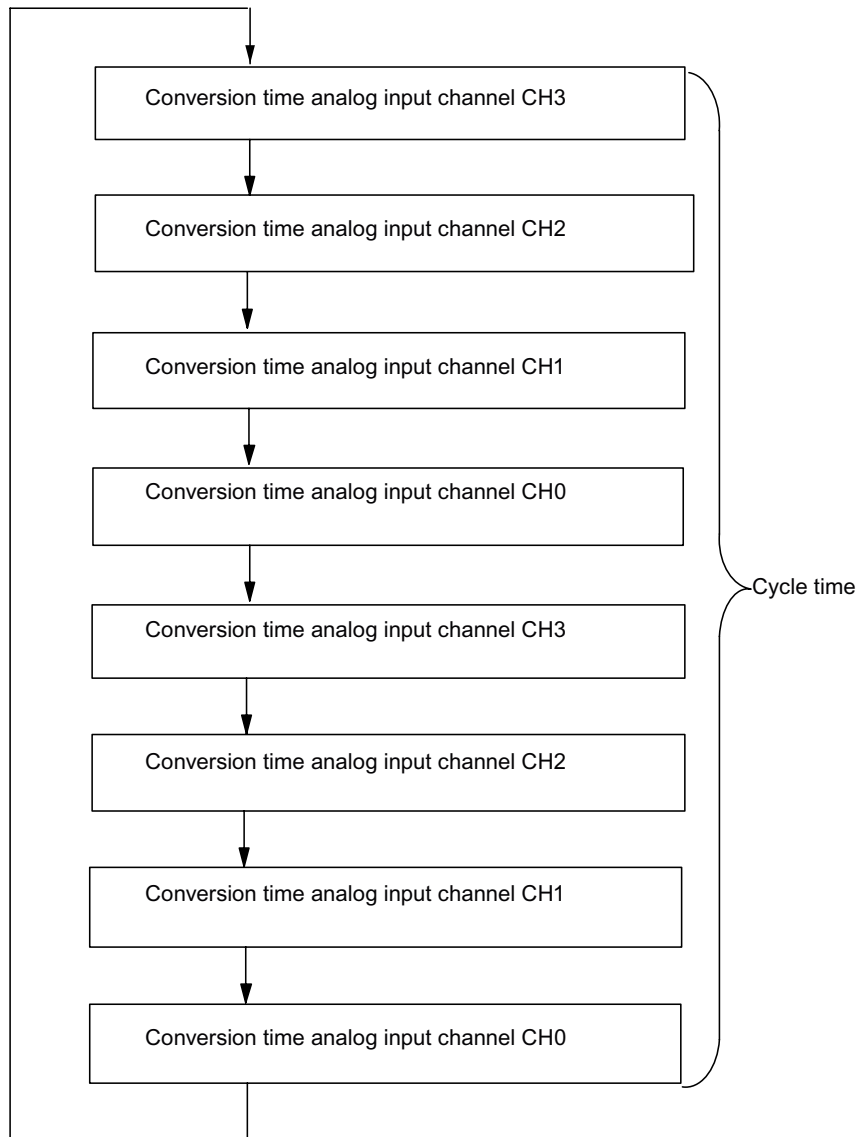 Conversion time analog input channel CH3
Conversion time analog input channel CH2
Conversion time analog input channel CH1
Conversion time analog input channel CH0
Cycle time
Conversion time analog input channel CH3
Conversion time analog input channel CH2
Conversion time analog input channel CH1
Conversion time analog input channel CH0